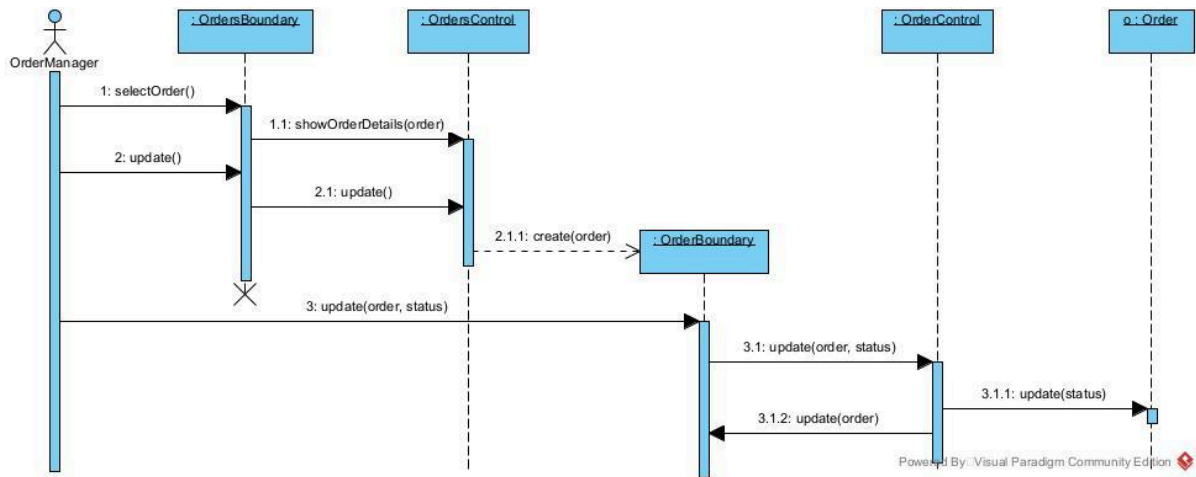 : OrdersBoundary
: OrdersControl
: OrderControl
o : Order
OrderManager
1: selectOrder()
1.1: showOrderDetails(order)
2: update()
2.1: update()
2.1.1: create(order)
: OrderBoundary
3: update(order, status)
3.1: update(order, status)
3.1.1: update(status)
3.1.2: update(order)
Powered By Visual Paradigm Community Edition